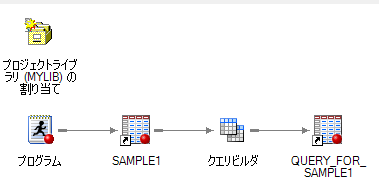 プロジェクトライブ
ラリ (MYLIB) の
割り当て
プログラム
SAMPLE1
クエリビルダ
QUERY_FOR_
SAMPLE1